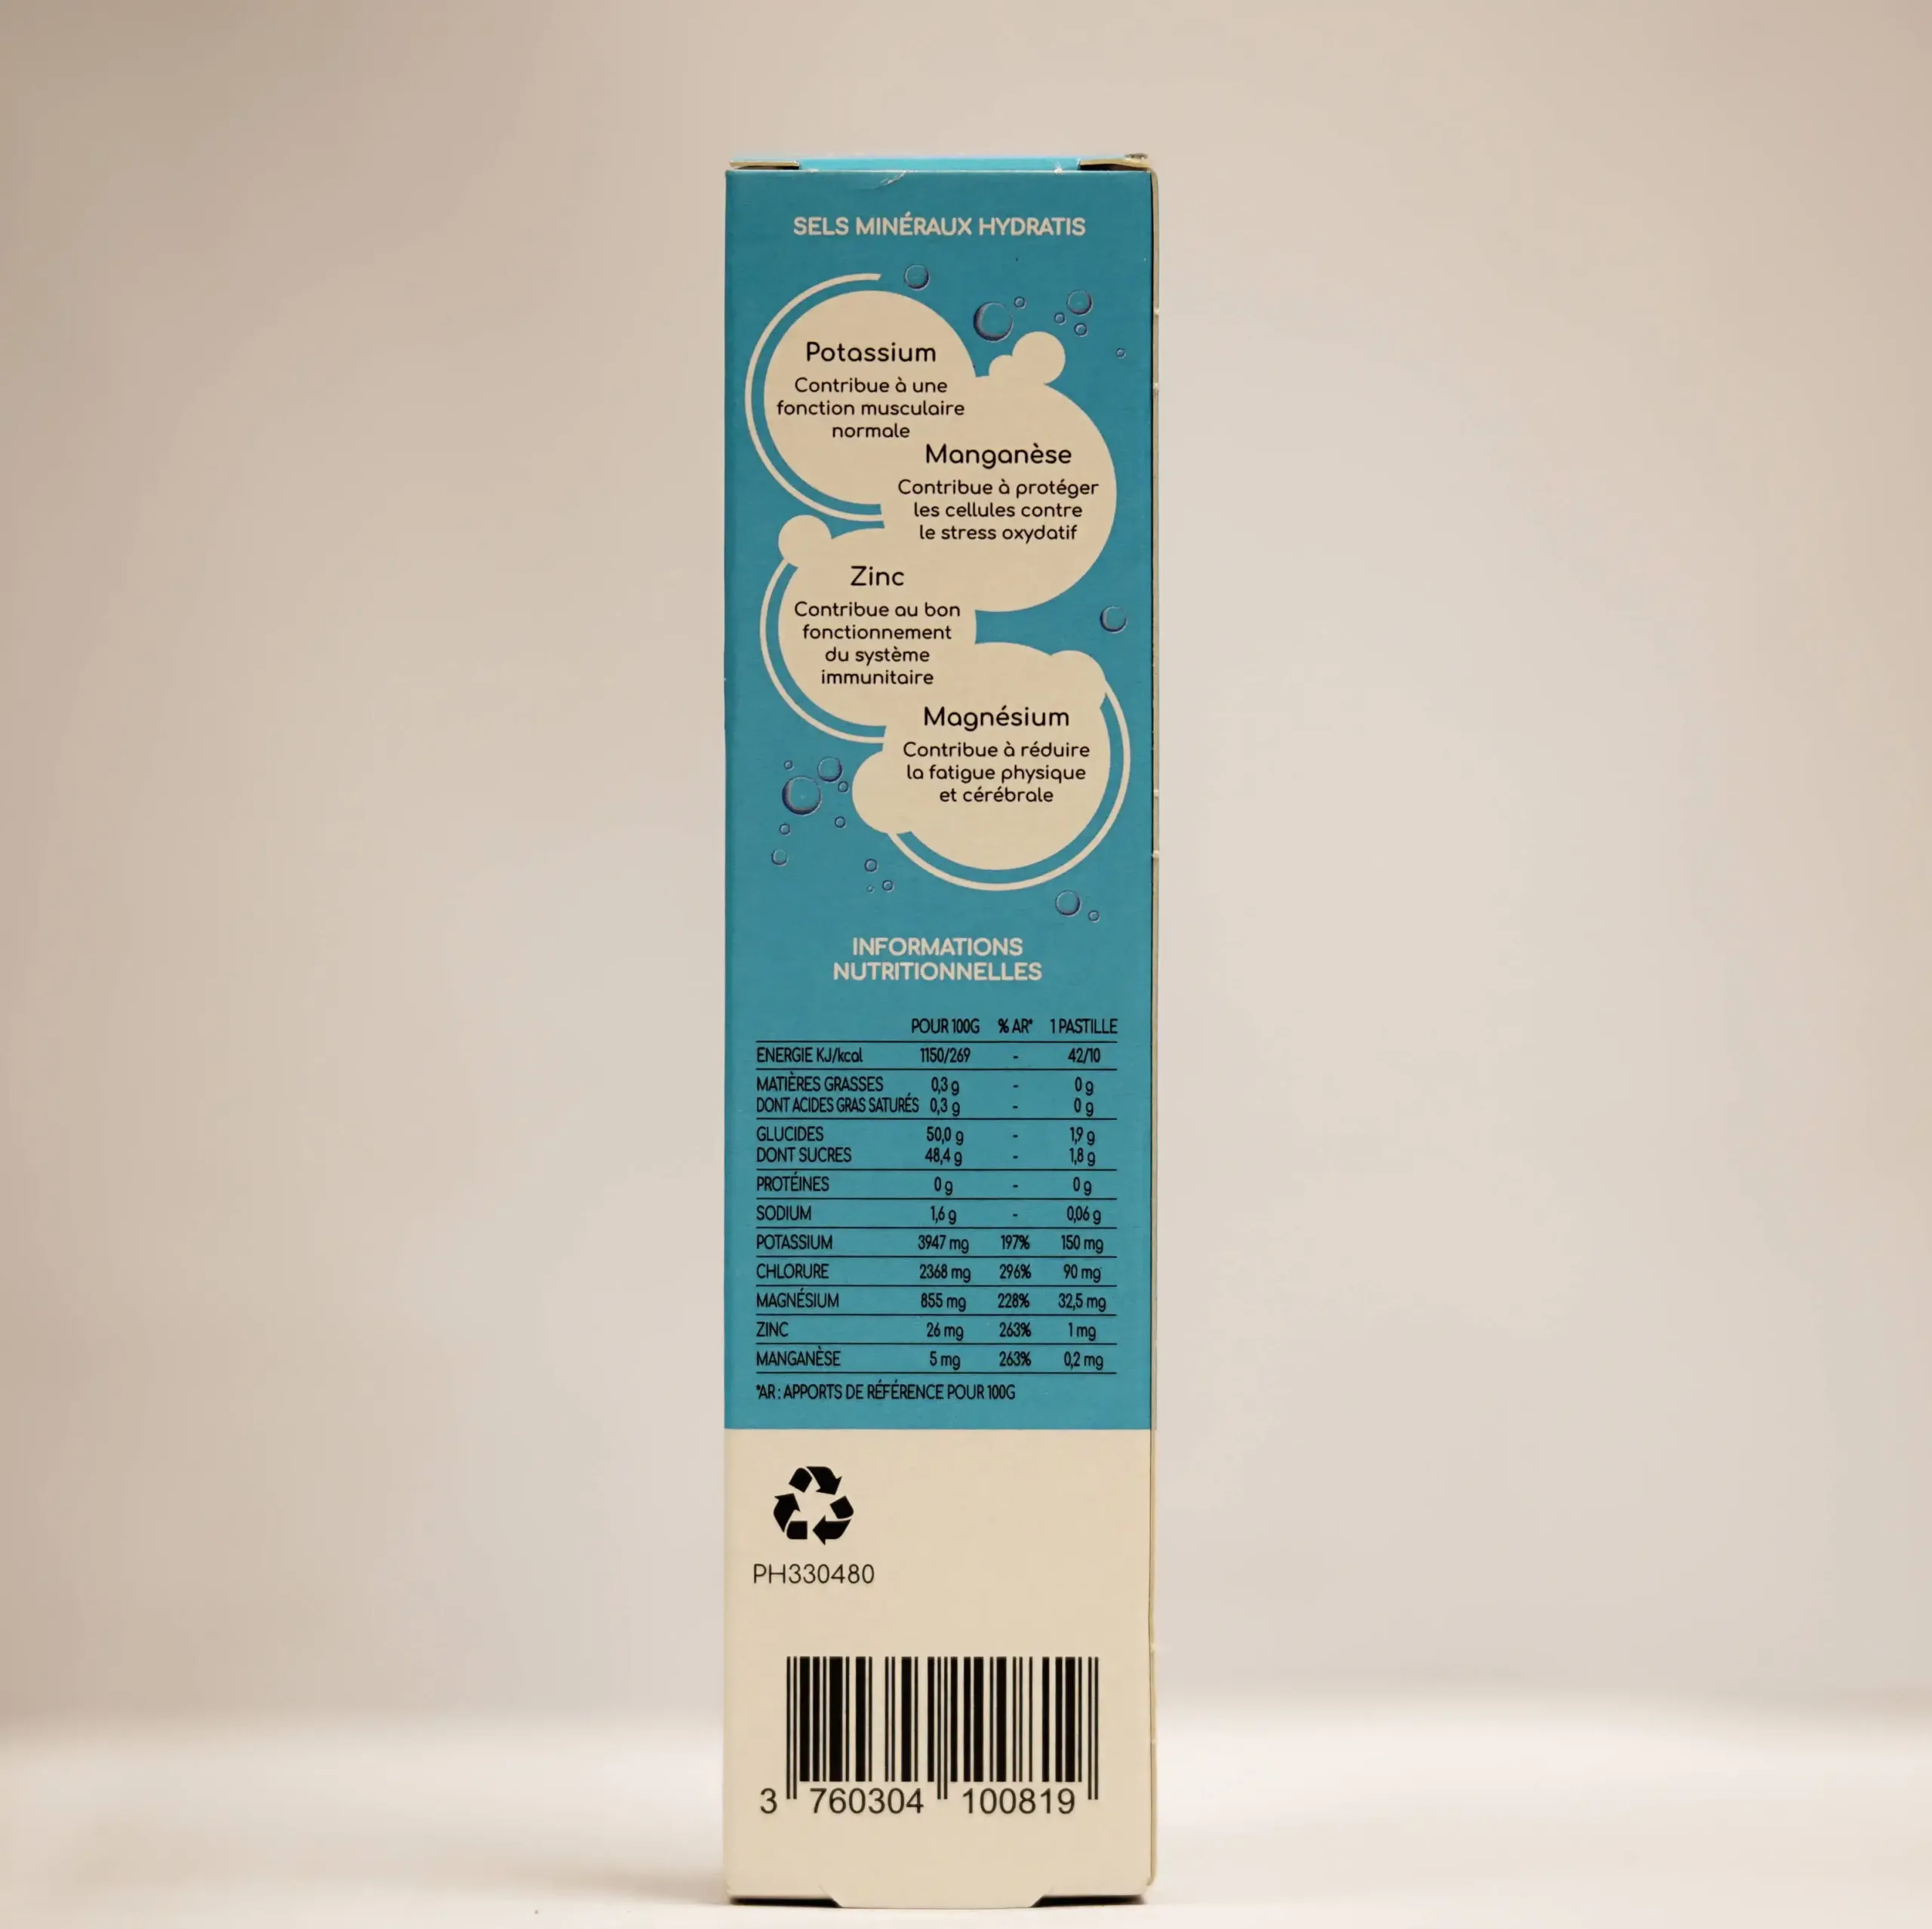 SELS MINÉRAUX HYDRATIS
Potassium
Contribue à une
fonction musculaire
normale
Manganèse
Contribue à protéger
les cellules contre
le stress oxydatif
Zinc
Contribue au bon
fonctionnement
du système
immunitaire
Magnésium
Contribue à réduire
la fatigue physique
et cérébrale
INFORMATIONS
NUTRITIONNELLES
POUR 100G % AR* 1 PASTILLE
ENERGIE KJ/kcal 1150/269 - 42/10
MATIÈRES GRASSES 0,3 g - 0 g
DONT ACIDES GRAS SATURÉS 0,3 g - 0 g
GLUCIDES 50,0 g - 1,9 g
DONT SUCRES 48,4 g - 1,8 g
PROTÉINES 0 g - 0 g
SODIUM 1,6 g - 0,06 g
POTASSIUM 3947 mg 197% 150 mg
CHLORURE 2368 mg 296% 90 mg
MAGNÉSIUM 855 mg 228% 32,5 mg
ZINC 26 mg 263% 1 mg
MANGANÈSE 5 mg 263% 0,2 mg
*AR : APPORTS DE RÉFÉRENCE POUR 100G
PH330480
3 760304 100819